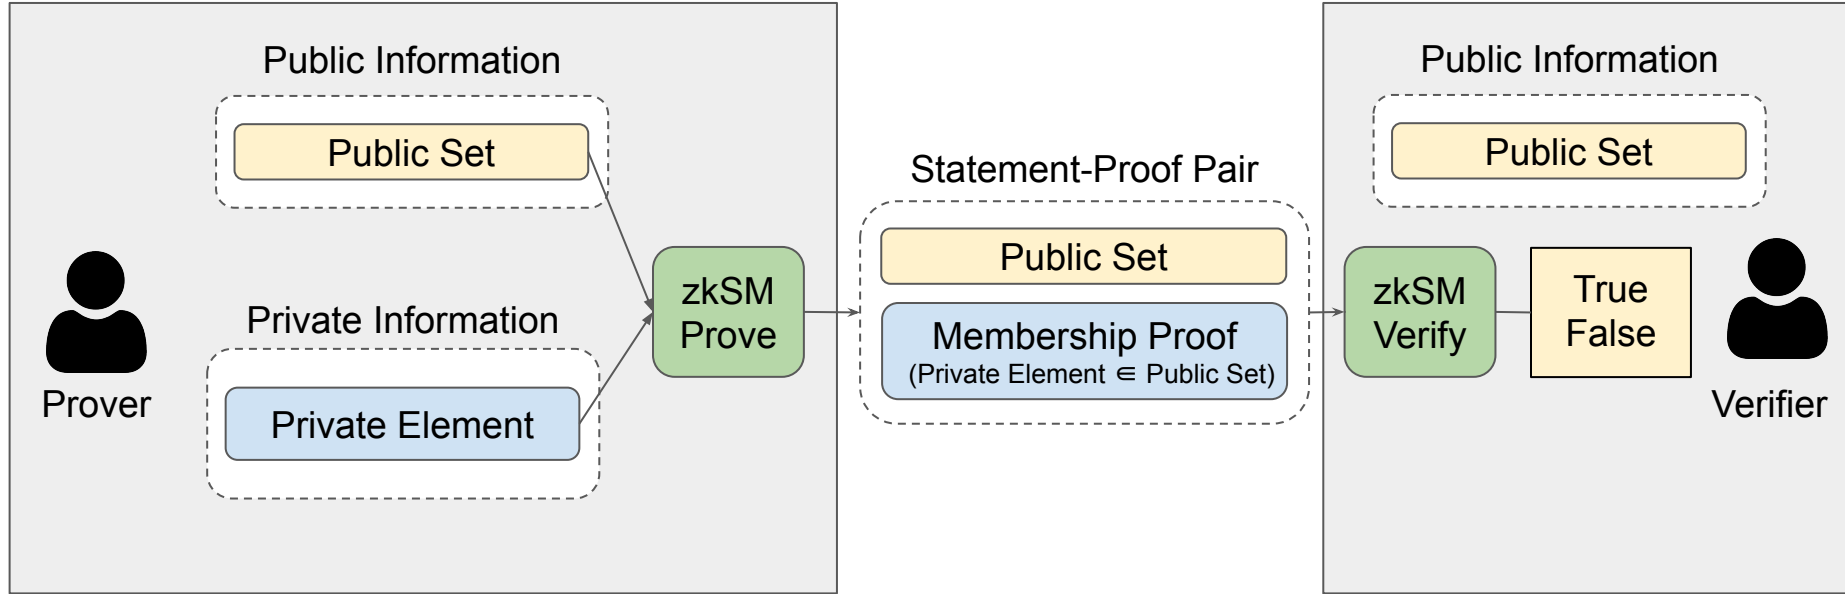 Public Information
Public Set
Prover
Private Information
Private Element
zkSM
Prove
Statement-Proof Pair
Public Set
Membership Proof
(Private Element ∈ Public Set)
Public Information
Public Set
zkSM
Verify
True
False
Verifier